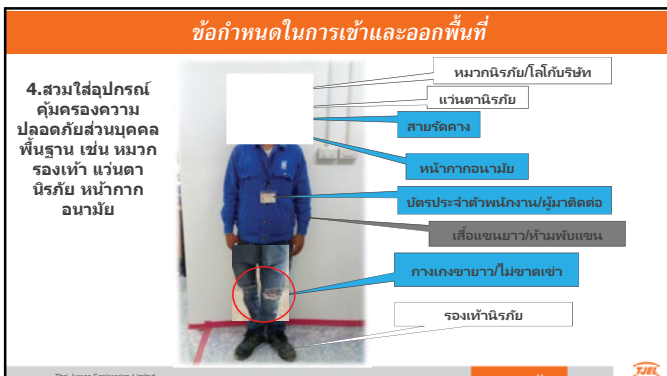 ข้อกำหนดในการเข้าและออกพื้นที่
4.สวมใส่อุปกรณ์
คุ้มครองความ
ปลอดภัยส่วนบุคคล
พื้นฐาน เช่น หมวก
รองเท้า แว่นตา
นิรภัย หน้ากาก
อนามัย
หมวกนิรภัย/โลโก้บริษัท
แว่นตานิรภัย
สายรัดคาง
หน้ากากอนามัย
บัตรประจำตัวพนักงาน/ผู้มาติดต่อ
เสื้อแขนยาว/ห้ามพับแขน
กางเกงขายาว/ไม่ขาดเข่า
รองเท้านิรภัย
TJEL